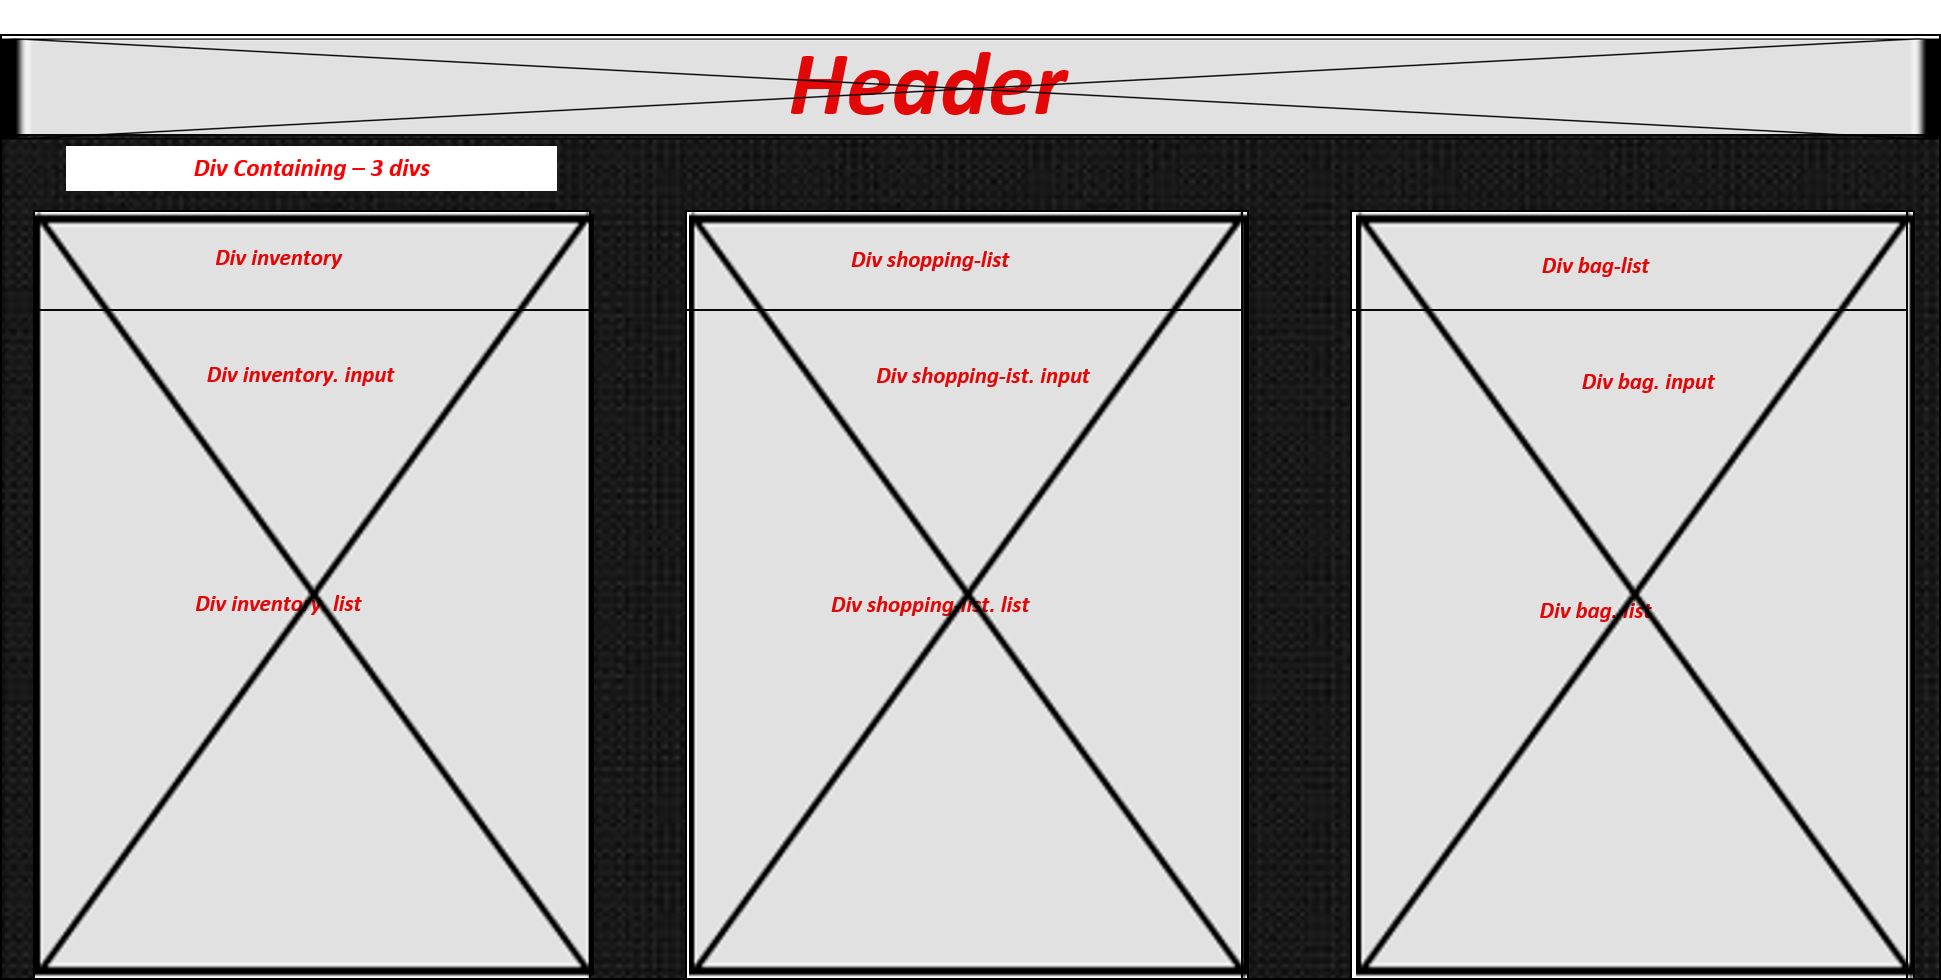 Header
Div Containing – 3 divs
Div inventory
Div shopping-list
Div bag-list
Div inventory. input
Div shopping-ist. input
Div bag. input
Div inventory. list
Div shopping-list. list
Div bag. list